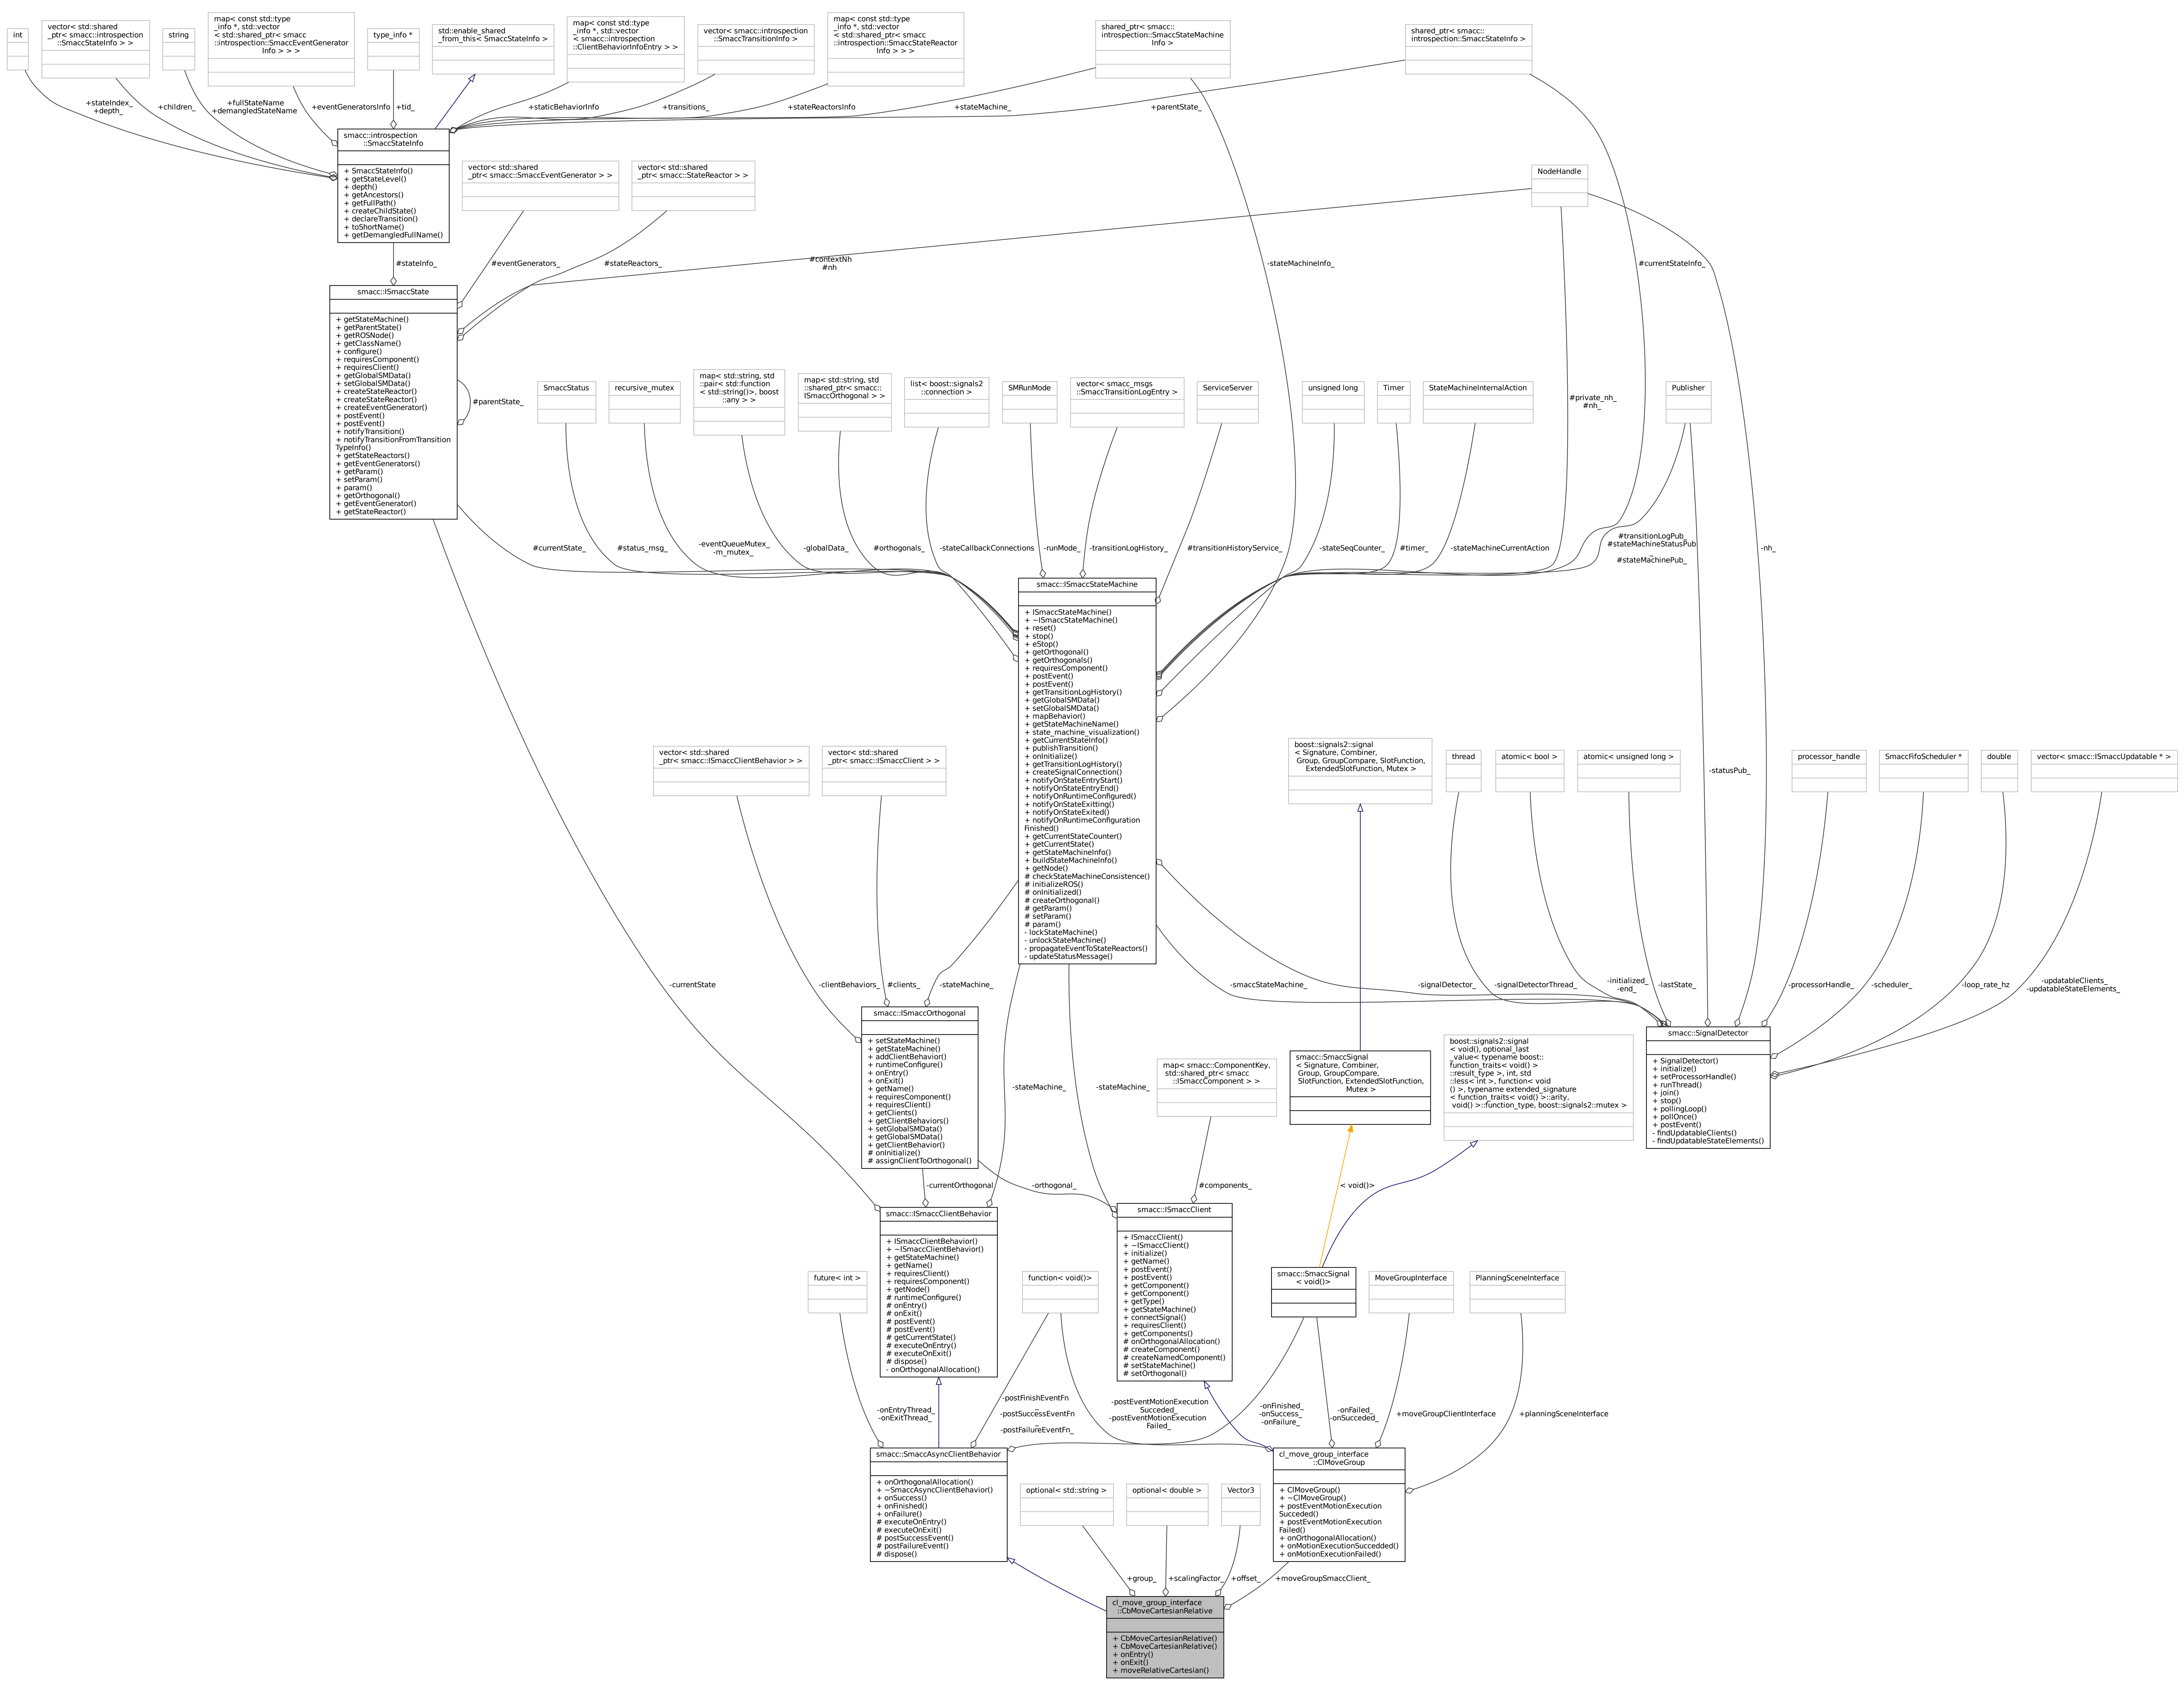 int
vector< std::shared
_ptr< smacc::introspection
::SmaccStateInfo > >
string
map< const std::type
_info *, std::vector
< std::shared_ptr< smacc
::introspection::SmaccEventGenerator
Info > > >
type_info *
std::enable_shared
_from_this< SmaccStateInfo >
map< const std::type
_info *, std::vector
< smacc::introspection
::ClientBehaviorInfoEntry > >
vector< smacc::introspection
::SmaccTransitionInfo >
map< const std::type
_info *, std::vector
< std::shared_ptr< smacc
::introspection::SmaccStateReactor
Info > > >
shared_ptr< smacc::
introspection::SmaccStateMachine
Info >
shared_ptr< smacc::
introspection::SmaccStateInfo >
+stateIndex_
+depth_
+children_
+fullStateName
+demangledStateName
+eventGeneratorsInfo
+tid_
+staticBehaviorInfo
+transitions_
+stateReactorsInfo
+stateMachine_
+parentState_
smacc::introspection
::SmaccStateInfo
+ SmaccStateInfo()
+ getStateLevel()
+ depth()
+ getAncestors()
+ getFullPath()
+ createChildState()
+ declareTransition()
+ toShortName()
+ getDemangledFullName()
vector< std::shared
_ptr< smacc::SmaccEventGenerator > >
vector< std::shared
_ptr< smacc::StateReactor > >
NodeHandle
#stateInfo_
#eventGenerators_
#stateReactors_
#contextNh
#nh
-stateMachineInfo_
#currentStateInfo_
smacc::ISmaccState
+ getStateMachine()
+ getParentState()
+ getROSNode()
+ getClassName()
+ configure()
+ requiresComponent()
+ requiresClient()
+ getGlobalSMData()
+ setGlobalSMData()
+ createStateReactor()
+ createStateReactor()
+ createEventGenerator()
+ postEvent()
+ postEvent()
+ notifyTransition()
+ notifyTransitionFromTransition
TypeInfo()
+ getStateReactors()
+ getEventGenerators()
+ getParam()
+ setParam()
+ param()
+ getOrthogonal()
+ getEventGenerator()
+ getStateReactor()
#parentState_
SmaccStatus
recursive_mutex
map< std::string, std
::pair< std::function
< std::string()>, boost
::any > >
map< std::string, std
::shared_ptr< smacc::
ISmaccOrthogonal > >
list< boost::signals2
::connection >
SMRunMode
vector< smacc_msgs
::SmaccTransitionLogEntry >
ServiceServer
unsigned long
Timer
StateMachineInternalAction
#private_nh_
#nh_
Publisher
#currentState_
#status_msg_
-eventQueueMutex_
-m_mutex_
-globalData_
#orthogonals_
-stateCallbackConnections
-runMode_
-transitionLogHistory_
#transitionHistoryService_
-stateSeqCounter_
#timer_
-stateMachineCurrentAction
#transitionLogPub_
#stateMachineStatusPub
_
#stateMachinePub_
-nh_
smacc::ISmaccStateMachine
+ ISmaccStateMachine()
+ ~ISmaccStateMachine()
+ reset()
+ stop()
+ eStop()
+ getOrthogonal()
+ getOrthogonals()
+ requiresComponent()
+ postEvent()
+ postEvent()
+ getTransitionLogHistory()
+ getGlobalSMData()
+ setGlobalSMData()
+ mapBehavior()
+ getStateMachineName()
+ state_machine_visualization()
+ getCurrentStateInfo()
+ publishTransition()
+ onInitialize()
+ getTransitionLogHistory()
+ createSignalConnection()
+ notifyOnStateEntryStart()
+ notifyOnStateEntryEnd()
+ notifyOnRuntimeConfigured()
+ notifyOnStateExitting()
+ notifyOnStateExited()
+ notifyOnRuntimeConfiguration
Finished()
+ getCurrentStateCounter()
+ getCurrentState()
+ getStateMachineInfo()
+ buildStateMachineInfo()
+ getNode()
# checkStateMachineConsistence()
# initializeROS()
# onInitialized()
# createOrthogonal()
# getParam()
# setParam()
# param()
- lockStateMachine()
- unlockStateMachine()
- propagateEventToStateReactors()
- updateStatusMessage()
vector< std::shared
_ptr< smacc::ISmaccClientBehavior > >
vector< std::shared
_ptr< smacc::ISmaccClient > >
boost::signals2::signal
< Signature, Combiner,
Group, GroupCompare, SlotFunction,
ExtendedSlotFunction, Mutex >
thread
atomic< bool >
atomic< unsigned long >
-statusPub_
processor_handle
SmaccFifoScheduler *
double
vector< smacc::ISmaccUpdatable * >
-currentState
-clientBehaviors_
#clients_
-stateMachine_
-smaccStateMachine_
-signalDetector_
-signalDetectorThread_
-initialized_
-end_
-lastState_
-processorHandle_
-scheduler_
-loop_rate_hz
-updatableClients_
-updatableStateElements_
smacc::ISmaccOrthogonal
+ setStateMachine()
+ getStateMachine()
+ addClientBehavior()
+ runtimeConfigure()
+ onEntry()
+ onExit()
+ getName()
+ requiresComponent()
+ requiresClient()
+ getClients()
+ getClientBehaviors()
+ setGlobalSMData()
+ getGlobalSMData()
+ getClientBehavior()
# onInitialize()
# assignClientToOrthogonal()
-stateMachine_
-stateMachine_
map< smacc::ComponentKey,
std::shared_ptr< smacc
::ISmaccComponent > >
smacc::SmaccSignal
< Signature, Combiner,
Group, GroupCompare,
SlotFunction, ExtendedSlotFunction,
Mutex >
boost::signals2::signal
< void(), optional_last
_value< typename boost::
function_traits< void() >
::result_type >, int, std
::less< int >, function< void
() >, typename extended_signature
< function_traits< void() >::arity,
void() >::function_type, boost::signals2::mutex >
smacc::SignalDetector
+ SignalDetector()
+ initialize()
+ setProcessorHandle()
+ runThread()
+ join()
+ stop()
+ pollingLoop()
+ pollOnce()
+ postEvent()
- findUpdatableClients()
- findUpdatableStateElements()
-currentOrthogonal
-orthogonal_
#components_
< void()>
smacc::ISmaccClientBehavior
+ ISmaccClientBehavior()
+ ~ISmaccClientBehavior()
+ getStateMachine()
+ getName()
+ requiresClient()
+ requiresComponent()
+ getNode()
# runtimeConfigure()
# onEntry()
# onExit()
# postEvent()
# postEvent()
# getCurrentState()
# executeOnEntry()
# executeOnExit()
# dispose()
- onOrthogonalAllocation()
smacc::ISmaccClient
+ ISmaccClient()
+ ~ISmaccClient()
+ initialize()
+ getName()
+ postEvent()
+ postEvent()
+ getComponent()
+ getComponent()
+ getType()
+ getStateMachine()
+ connectSignal()
+ requiresClient()
+ getComponents()
# onOrthogonalAllocation()
# createComponent()
# createNamedComponent()
# setStateMachine()
# setOrthogonal()
future< int >
function< void()>
smacc::SmaccSignal
< void()>
MoveGroupInterface
PlanningSceneInterface
-onEntryThread_
-onExitThread_
-postFinishEventFn
_
-postSuccessEventFn
_
-postFailureEventFn_
-postEventMotionExecution
Succeded_
-postEventMotionExecution
Failed_
-onFinished_
-onSuccess_
-onFailure_
-onFailed_
-onSucceded_
+moveGroupClientInterface
+planningSceneInterface
smacc::SmaccAsyncClientBehavior
+ onOrthogonalAllocation()
+ ~SmaccAsyncClientBehavior()
+ onSuccess()
+ onFinished()
+ onFailure()
# executeOnEntry()
# executeOnExit()
# postSuccessEvent()
# postFailureEvent()
# dispose()
cl_move_group_interface
::ClMoveGroup
+ ClMoveGroup()
+ ~ClMoveGroup()
+ postEventMotionExecution
Succeded()
+ postEventMotionExecution
Failed()
+ onOrthogonalAllocation()
+ onMotionExecutionSuccedded()
+ onMotionExecutionFailed()
optional< std::string >
optional< double >
Vector3
+group_
+scalingFactor_
+offset_
+moveGroupSmaccClient_
cl_move_group_interface
::CbMoveCartesianRelative
+ CbMoveCartesianRelative()
+ CbMoveCartesianRelative()
+ onEntry()
+ onExit()
+ moveRelativeCartesian()